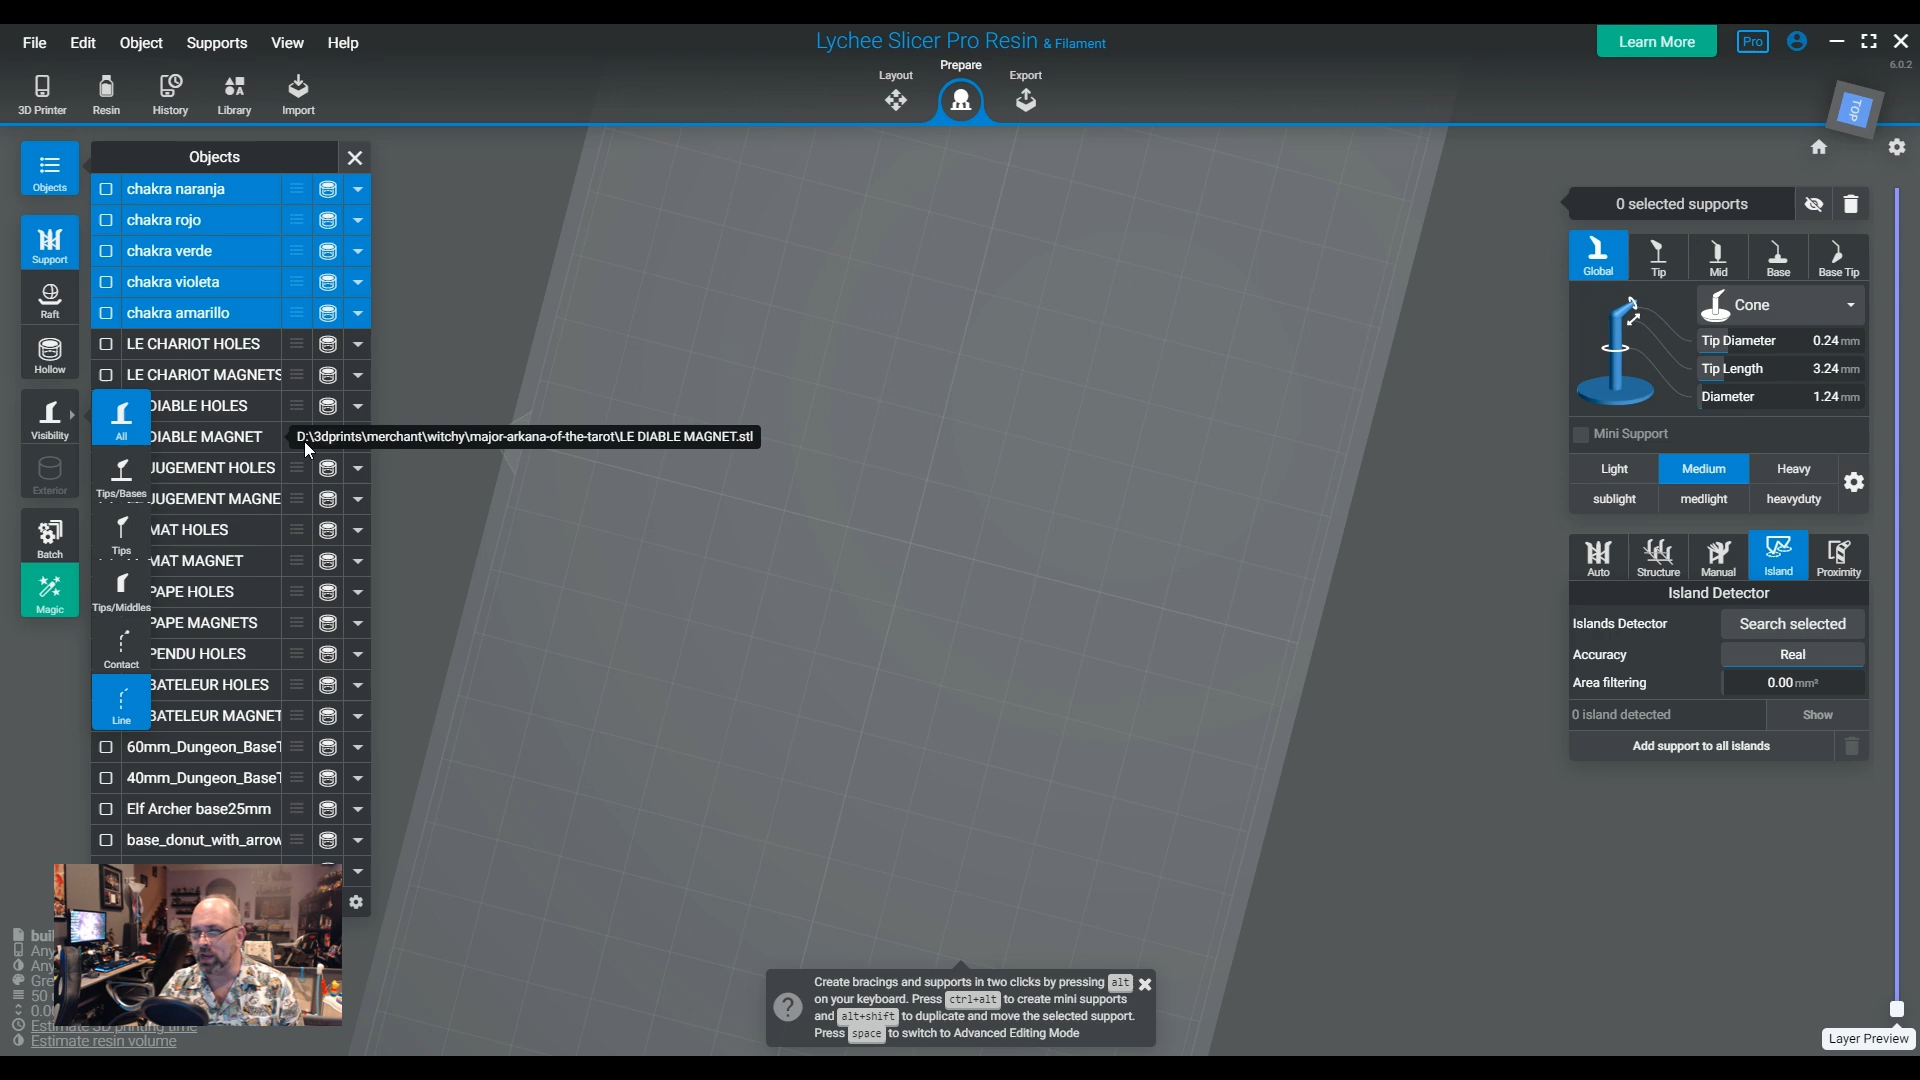 File Edit Object Supports View Help
Lychee Slicer Pro Resin & Filament
Learn More
Pro
6.0.2
3D Printer Resin History Library Import
Layout Prepare Export
TOP
Objects
Objects
Support
Raft
Hollow
Visibility
Exterior
Batch
Magic
chakra naranja
chakra rojo
chakra verde
chakra violeta
chakra amarillo
LE CHARIOT HOLES
LE CHARIOT MAGNETS
DIABLE HOLES
DIABLE MAGNET
JUGEMENT HOLES
JUGEMENT MAGNE
MAT HOLES
MAT MAGNET
PAPE HOLES
PAPE MAGNETS
PENDU HOLES
BATELEUR HOLES
BATELEUR MAGNET
60mm_Dungeon_BaseT
40mm_Dungeon_BaseT
Elf Archer base25mm
base_donut_with_arrow
All
Tips/Bases
Tips
Tips/Middles
Contact
Line
D:\3dprints\merchant\witchy\major-arkana-of-the-tarot\LE DIABLE MAGNET.stl
0 selected supports
Global Tip Mid Base Base Tip
Cone
Tip Diameter 0.24 mm
Tip Length 3.24 mm
Diameter 1.24 mm
Mini Support
Light Medium Heavy
sublight medlight heavyduty
Auto Structure Manual Island Proximity
Island Detector
Islands Detector Search selected
Accuracy Real
Area filtering 0.00 mm²
0 island detected Show
Add support to all islands
Create bracings and supports in two clicks by pressing alt
on your keyboard. Press ctrl+alt to create mini supports
and alt+shift to duplicate and move the selected support.
Press space to switch to Advanced Editing Mode
Estimate 3D printing time
Estimate resin volume
Layer Preview